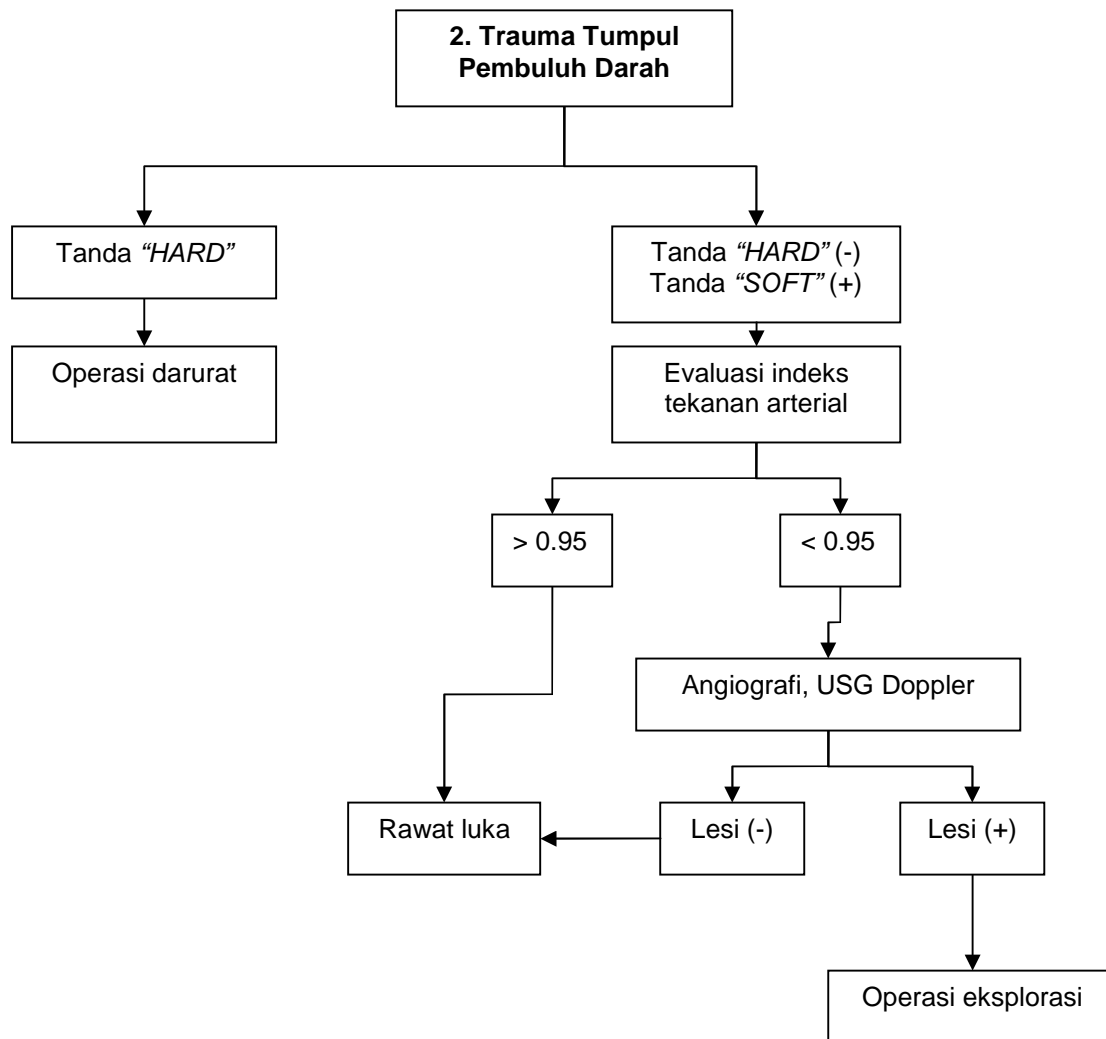 2. Trauma Tumpul
Pembuluh Darah
Tanda “HARD”
Tanda “HARD” (-)
Tanda “SOFT” (+)
Operasi darurat
Evaluasi indeks
tekanan arterial
> 0.95
< 0.95
Angiografi, USG Doppler
Rawat luka
Lesi (-)
Lesi (+)
Operasi eksplorasi